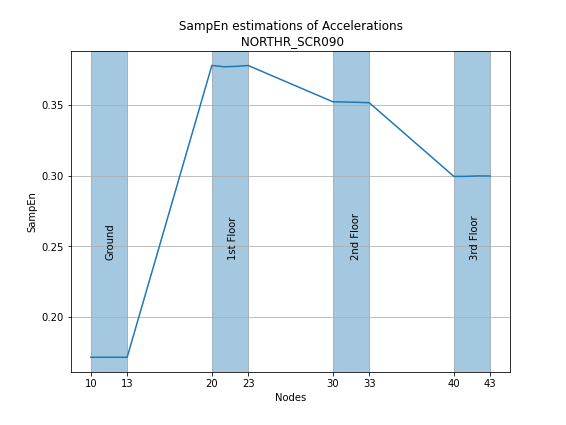 SampEn estimations of Accelerations
NORTHR_SCR090
0.35
0.30
0.25
0.20
SampEn
Ground
1st Floor
2nd Floor
3rd Floor
10 13 20 23 30 33 40 43
Nodes